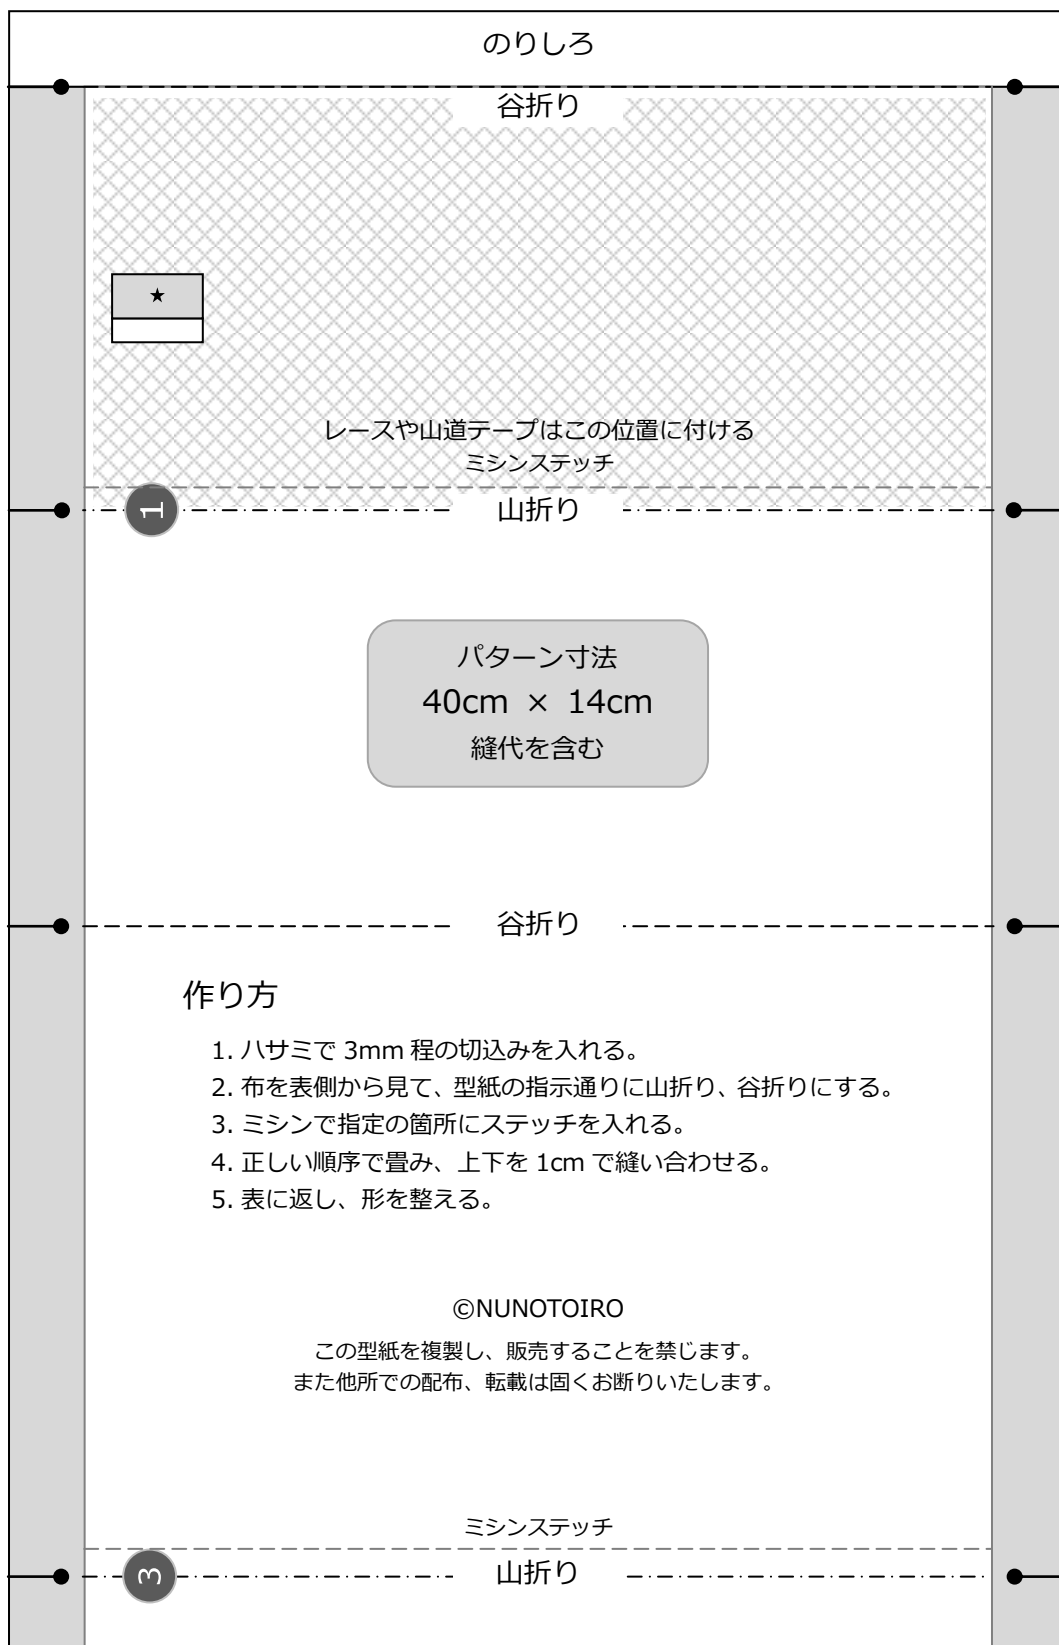 のりしろ
谷折り
★
レースや山道テープはこの位置に付ける
ミシンステッチ
1
山折り
パターン寸法
40cm × 14cm
縫代を含む
谷折り
作り方
1. ハサミで 3mm 程の切込みを入れる。
2. 布を表側から見て、型紙の指示通りに山折り、谷折りにする。
3. ミシンで指定の箇所にステッチを入れる。
4. 正しい順序で畳み、上下を 1cm で縫い合わせる。
5. 表に返し、形を整える。
©NUNOTOIRO
この型紙を複製し、販売することを禁じます。
また他所での配布、転載は固くお断りいたします。
ミシンステッチ
3
山折り